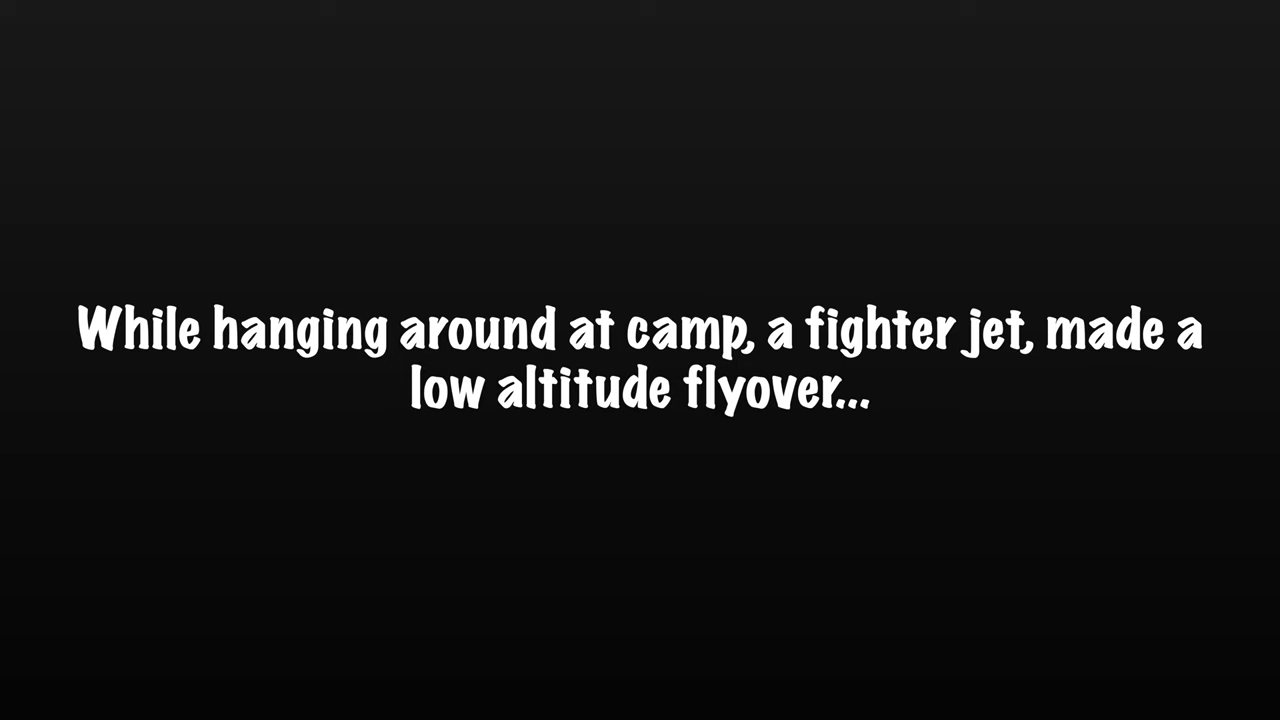 While hanging around at camp, a fighter jet, made a
low altitude flyover...